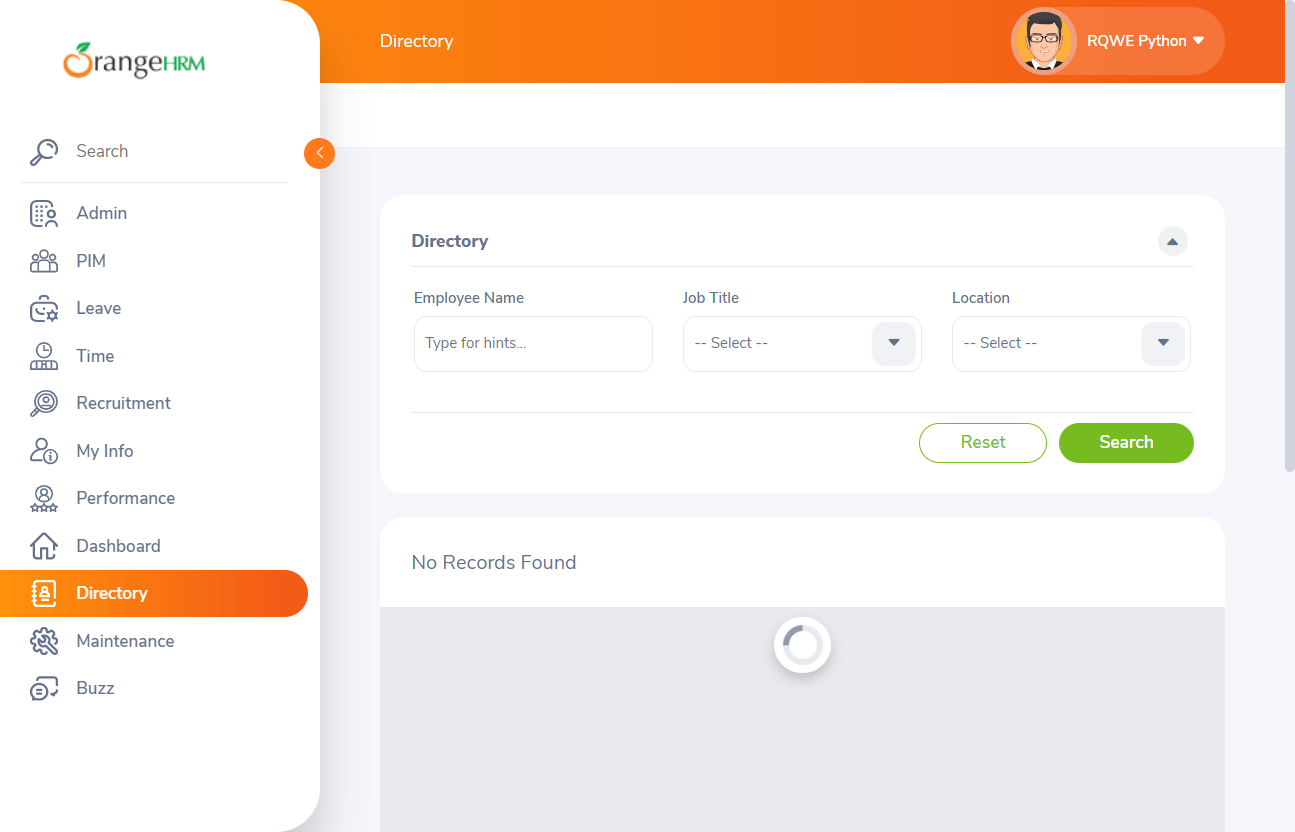 OrangeHRM
Search
Admin
PIM
Leave
Time
Recruitment
My Info
Performance
Dashboard
Directory
Maintenance
Buzz
Directory
RQWE Python
Directory
Employee Name
Job Title
Location
Type for hints...
-- Select --
-- Select --
Reset
Search
No Records Found